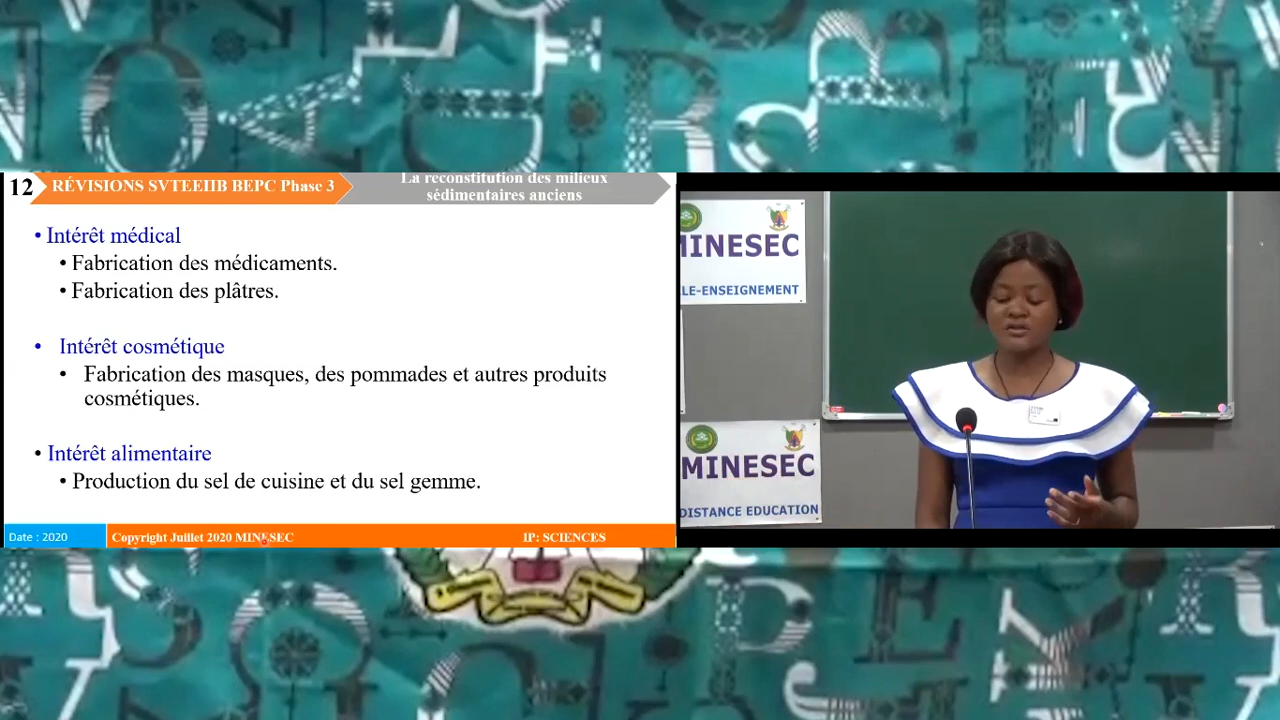 12
RÉVISIONS SVTEEHB BEPC Phase 3
La reconstitution des milieux
sédimentaires anciens
• Intérêt médical
• Fabrication des médicaments.
• Fabrication des plâtres.
• Intérêt cosmétique
• Fabrication des masques, des pommades et autres produits
cosmétiques.
• Intérêt alimentaire
• Production du sel de cuisine et du sel gemme.
Date : 2020
Copyright Juillet 2020 MINESEC
IP: SCIENCES
MINESEC
LE-ENSEIGNEMENT
MINESEC
DISTANCE EDUCATION